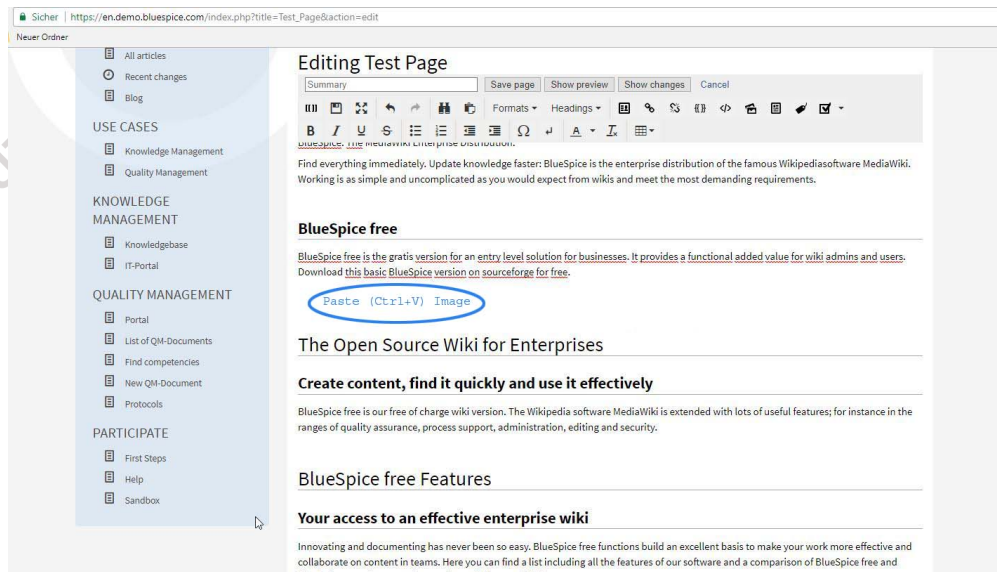 Sicher | https://en.demo.bluespice.com/index.php?title=Test_Page&action=edit
Neuer Ordner
All articles
Recent changes
Blog
USE CASES
Knowledge Management
Quality Management
KNOWLEDGE
MANAGEMENT
Knowledgebase
IT-Portal
QUALITY MANAGEMENT
Portal
List of QM-Documents
Find competencies
New QM-Document
Protocols
PARTICIPATE
First Steps
Help
Sandbox
Editing Test Page
Summary Save page Show preview Show changes Cancel
Formats Headings
B I U S Ω A Tx
BlueSpice. The MediaWiki Enterprise Distribution.
Find everything immediately. Update knowledge faster: BlueSpice is the enterprise distribution of the famous Wikipediasoftware MediaWiki.
Working is as simple and uncomplicated as you would expect from wikis and meet the most demanding requirements.
BlueSpice free
BlueSpice free is the gratis version for an entry level solution for businesses. It provides a functional added value for wiki admins and users.
Download this basic BlueSpice version on sourceforge for free.
Paste (Ctrl+V) Image
The Open Source Wiki for Enterprises
Create content, find it quickly and use it effectively
BlueSpice free is our free of charge wiki version. The Wikipedia software MediaWiki is extended with lots of useful features; for instance in the
ranges of quality assurance, process support, administration, editing and security.
BlueSpice free Features
Your access to an effective enterprise wiki
Innovating and documenting has never been so easy. BlueSpice free functions build an excellent basis to make your work more effective and
collaborate on content in teams. Here you can find a list including all the features of our software and a comparison of BlueSpice free and